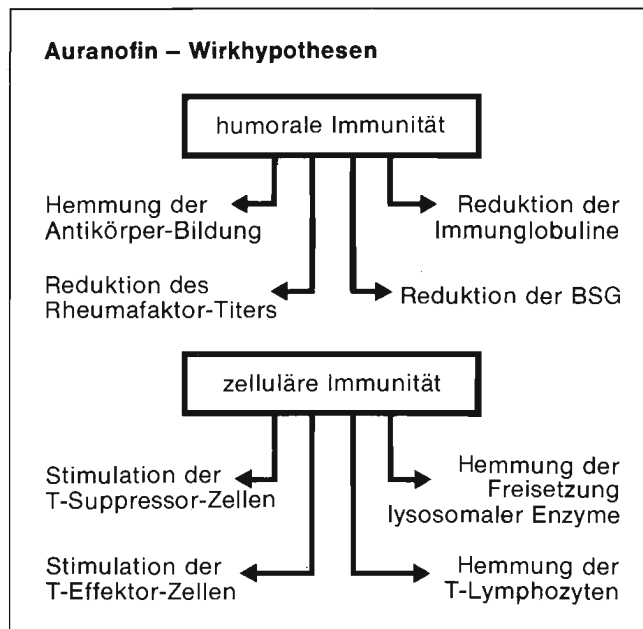 Auranofin – Wirkhypothesen
humorale Immunität
Hemmung der
Antikörper-Bildung
Reduktion der
Immunglobuline
Reduktion des
Rheumafaktor-Titers
Reduktion der BSG
zelluläre Immunität
Stimulation der
T-Suppressor-Zellen
Hemmung der
Freisetzung
lysosomaler Enzyme
Stimulation der
T-Effektor-Zellen
Hemmung der
T-Lymphozyten